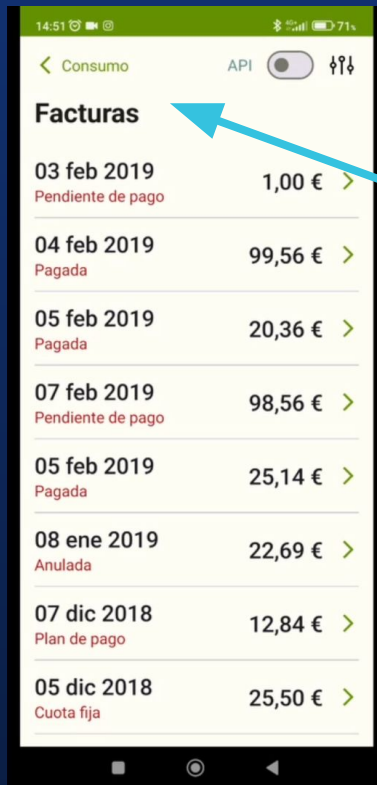 14:51 71%
Consumo API
Facturas
03 feb 2019
1,00 €
Pendiente de pago
04 feb 2019
99,56 €
Pagada
05 feb 2019
20,36 €
Pagada
07 feb 2019
98,56 €
Pendiente de pago
05 feb 2019
25,14 €
Pagada
08 ene 2019
22,69 €
Anulada
07 dic 2018
12,84 €
Plan de pago
05 dic 2018
25,50 €
Cuota fija